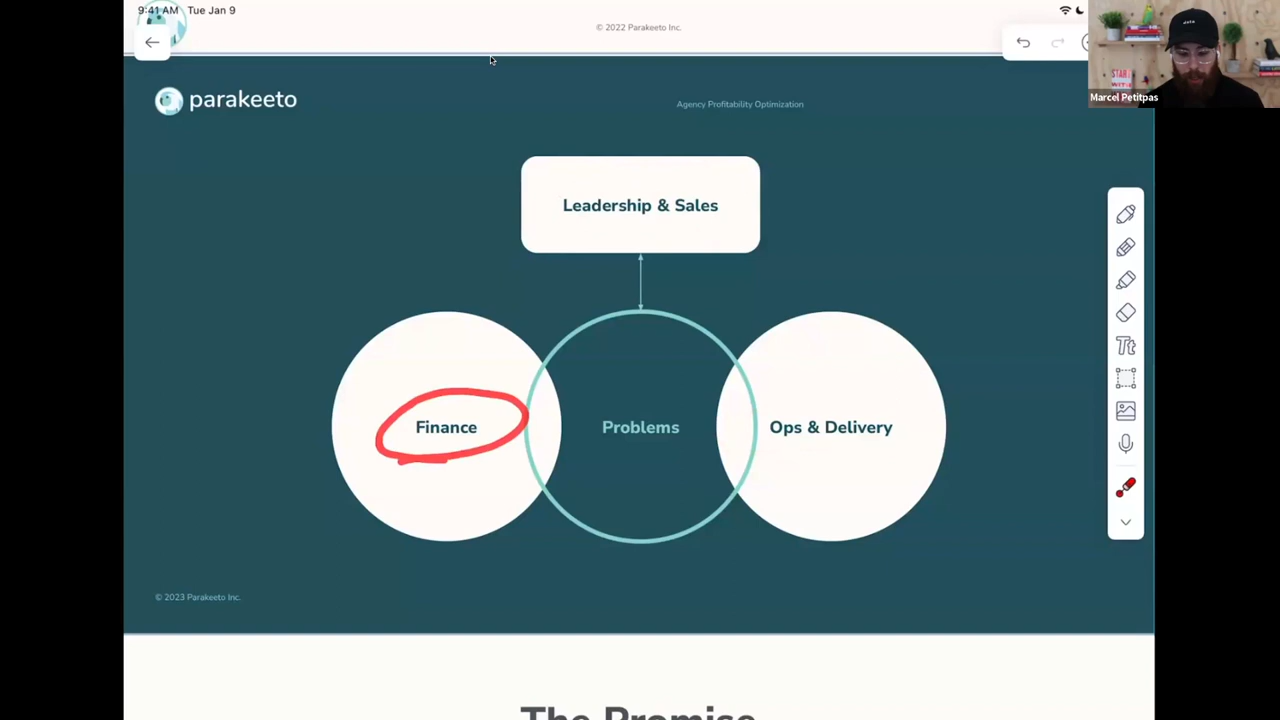 9:41 AM Tue Jan 9
© 2022 Parakeeto Inc.
Marcel Petitpas
parakeeto
Agency Profitability Optimization
Leadership & Sales
Finance
Problems
Ops & Delivery
Tt
© 2023 Parakeeto Inc.
The Promise